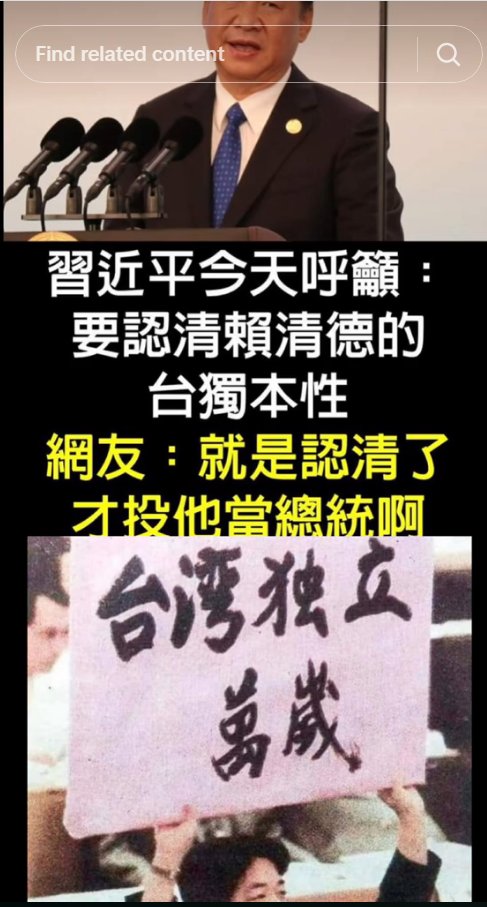 Find related content
習近平今天呼籲：
要認清賴清德的
台獨本性
網友：就是認清了
才投他當總統啊
台湾独立
萬歲